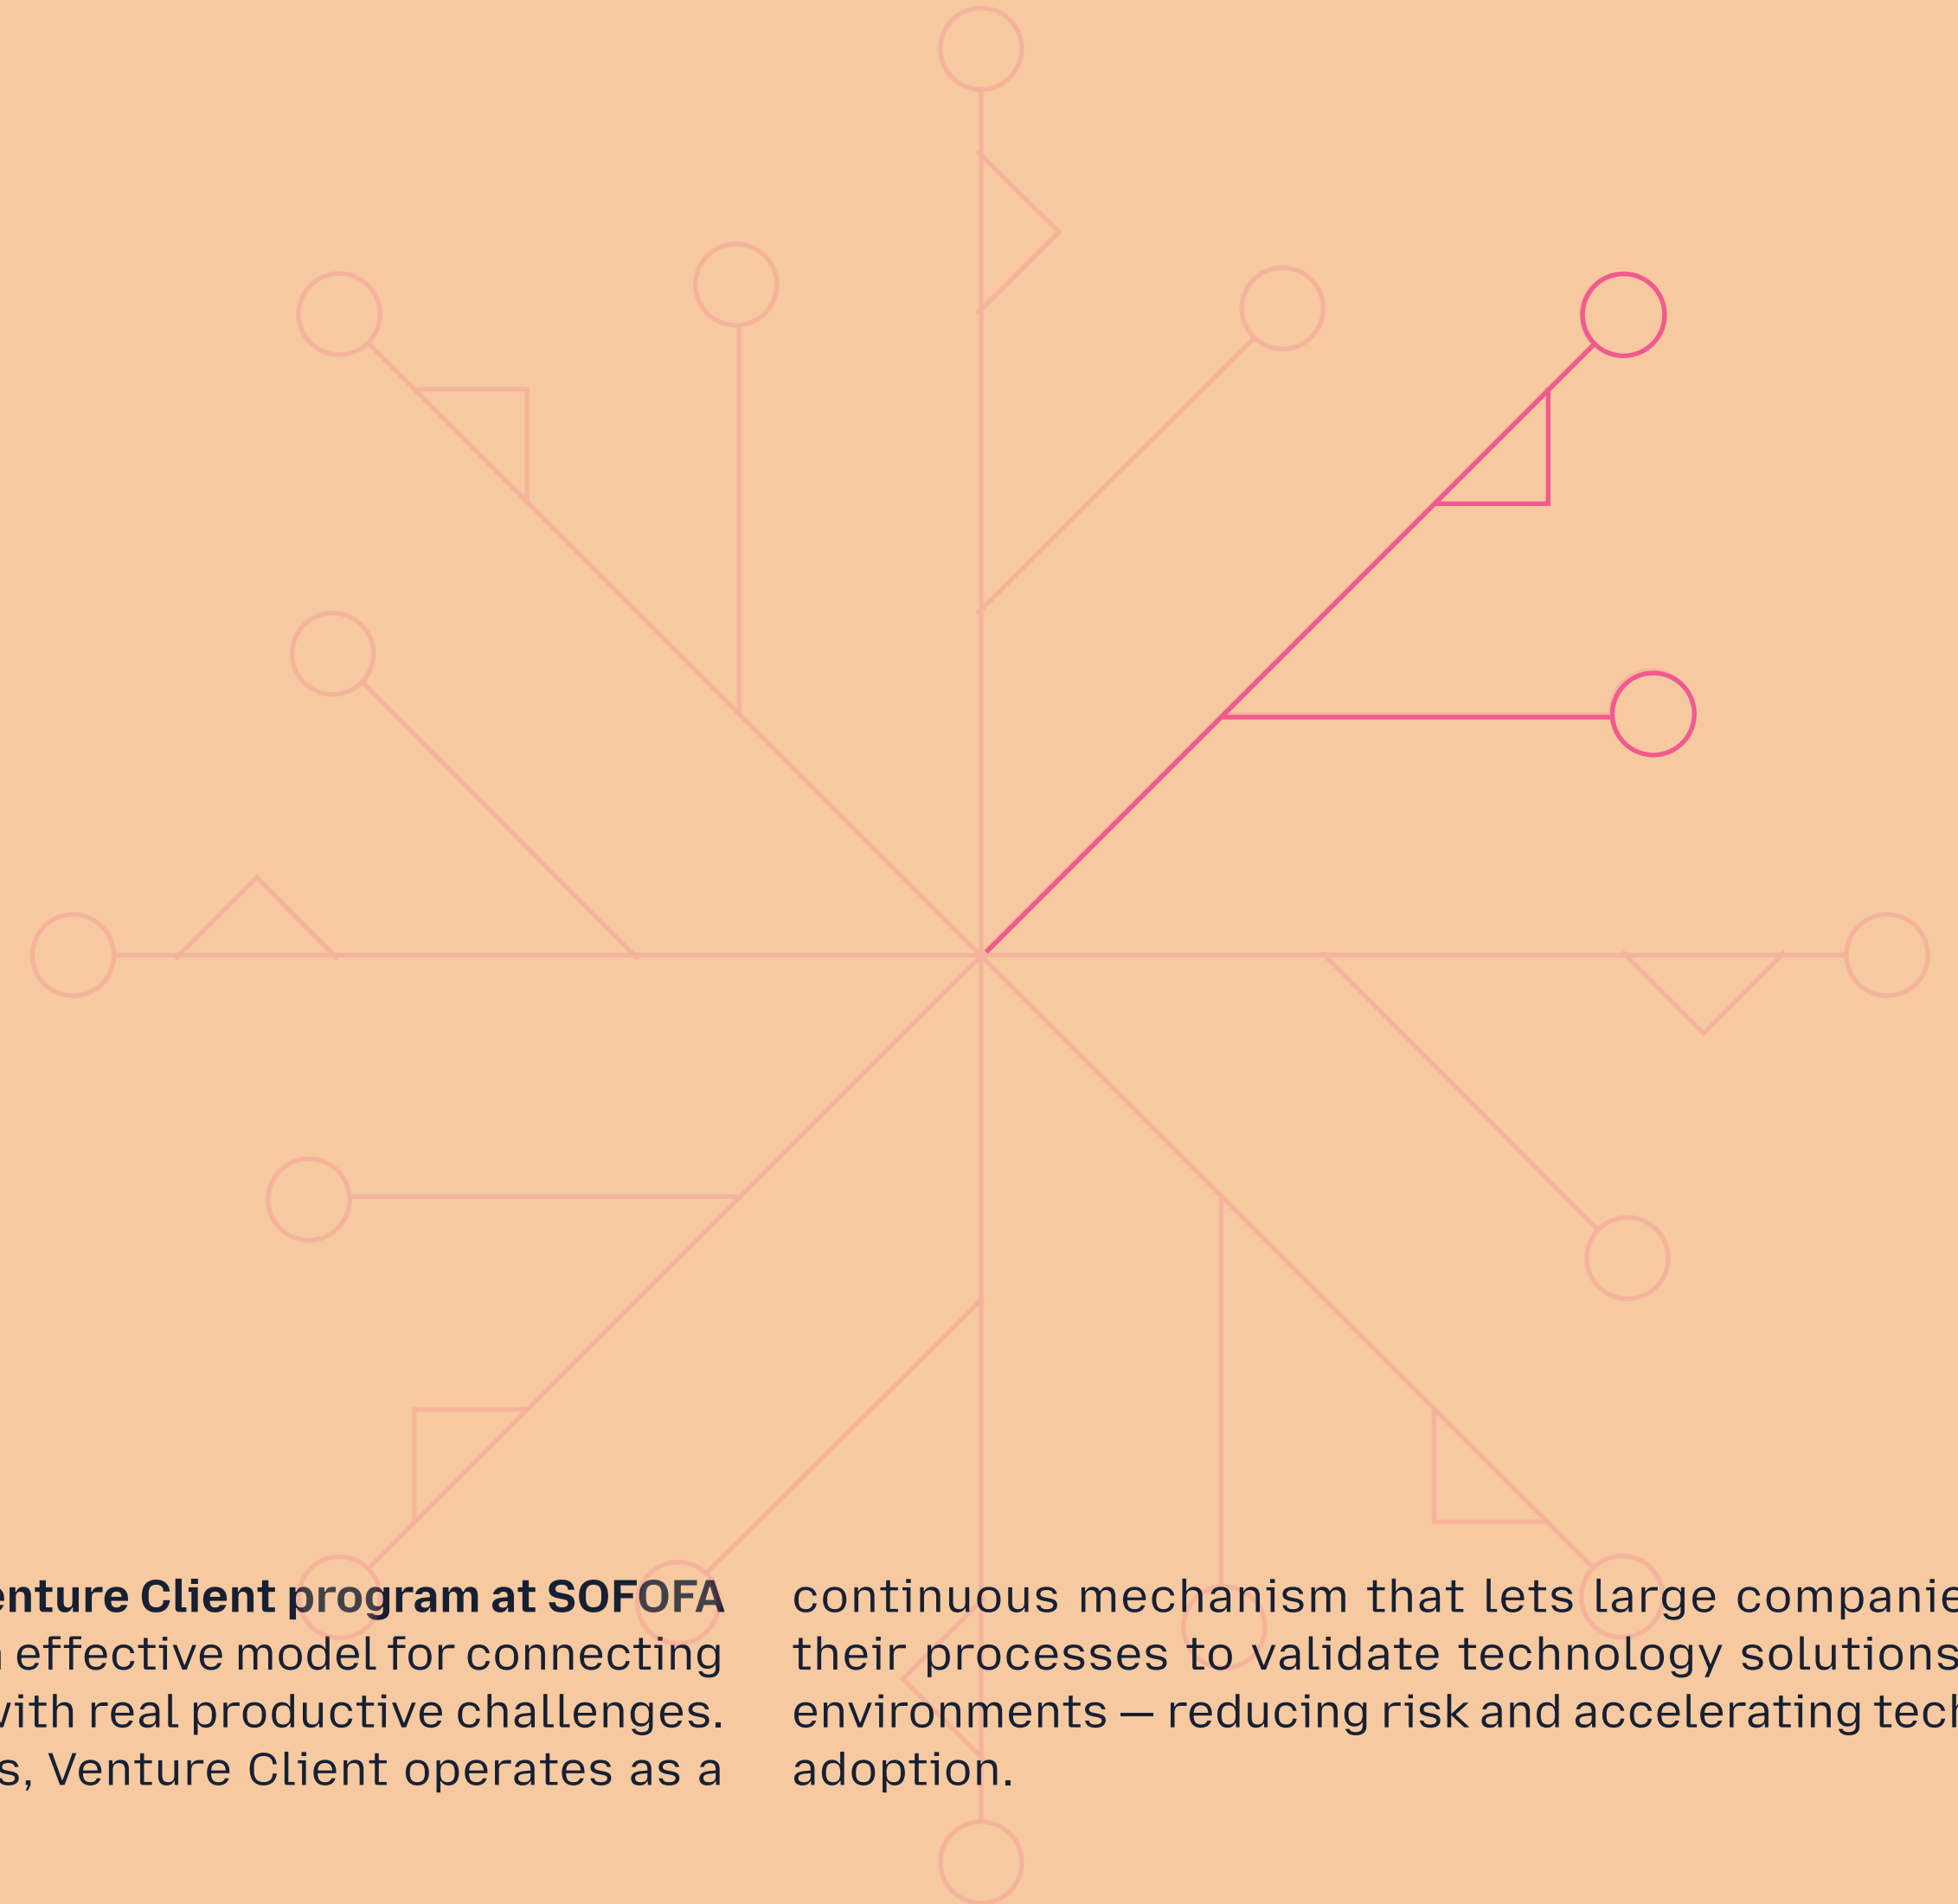 enture Client program at SOFOFA
effective model for connecting
with real productive challenges.
s, Venture Client operates as a
continuous mechanism that lets large companie
their processes to validate technology solutions
environments — reducing risk and accelerating tech
adoption.